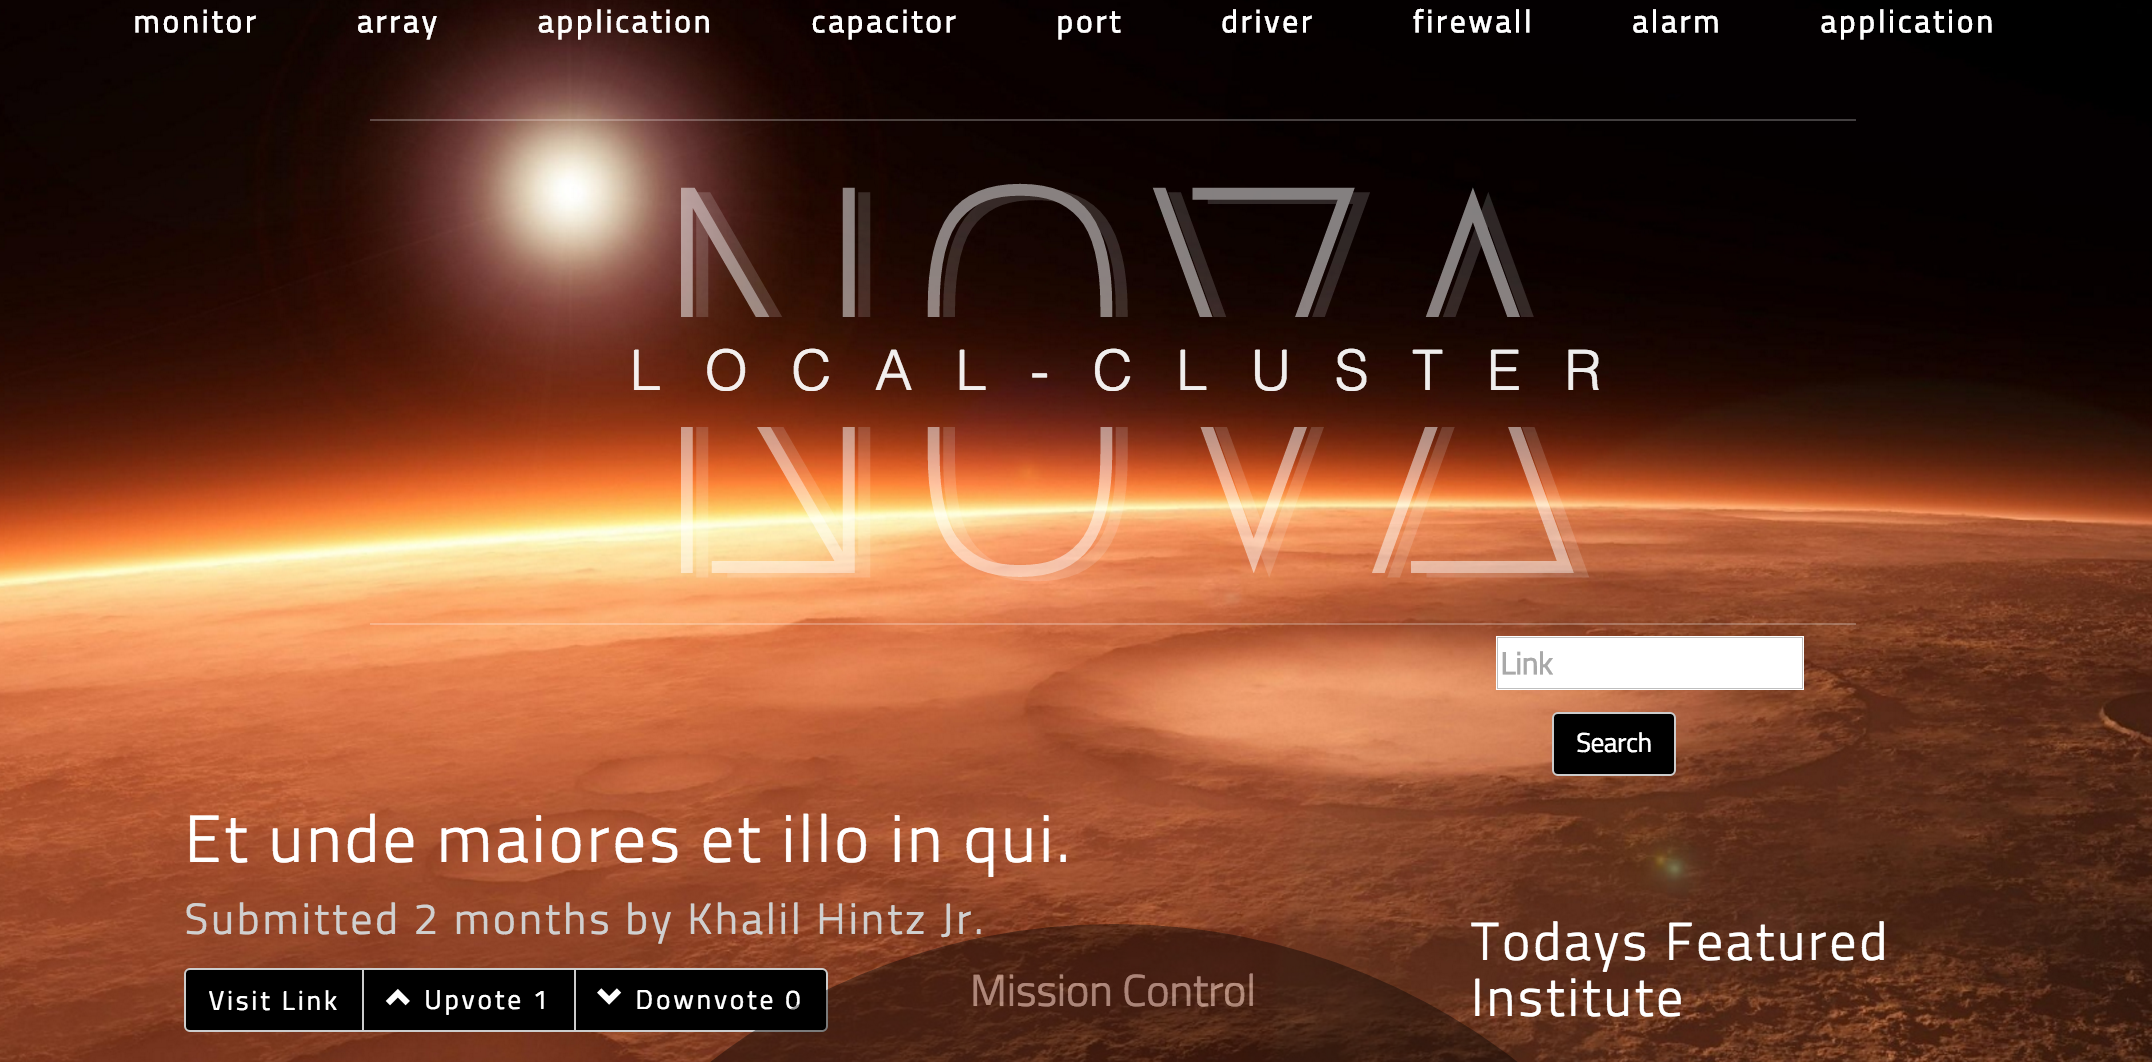 monitor array application capacitor port driver firewall alarm application
NOVA
LOCAL-CLUSTER
NOVA
Link
Search
Et unde maiores et illo in qui.
Submitted 2 months by Khalil Hintz Jr.
Visit Link Upvote 1 Downvote 0
Mission Control
Todays Featured
Institute